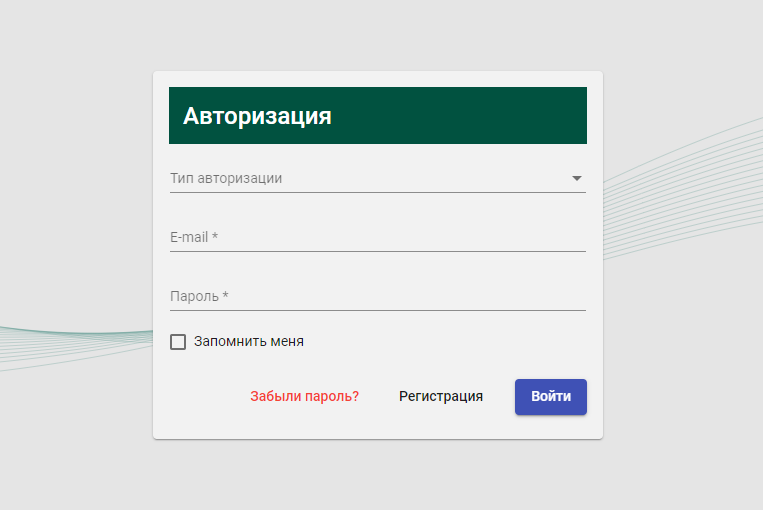 Авторизация
Тип авторизации
E-mail *
Пароль *
Запомнить меня
Забыли пароль? Регистрация Войти